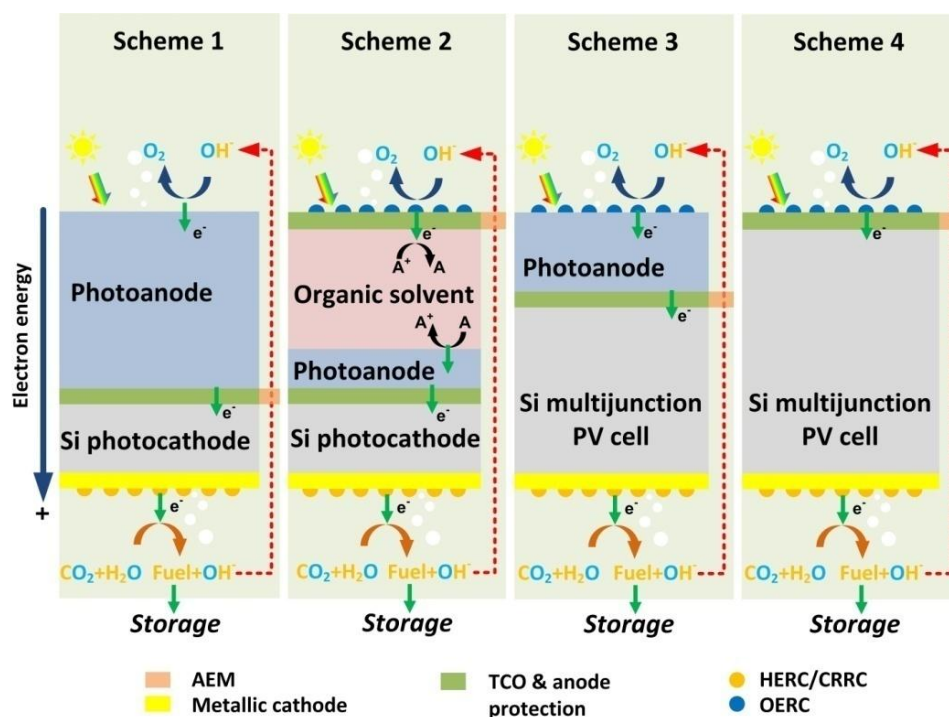 Scheme 1
Scheme 2
Scheme 3
Scheme 4
O₂ OH⁻
O₂ OH⁻
O₂ OH⁻
O₂ OH⁻
e⁻
e⁻
e⁻
e⁻
A⁺ A
Photoanode
Organic solvent
Photoanode
e⁻
A⁺ A
Photoanode
e⁻
e⁻
Si photocathode
Si photocathode
Si multijunction
PV cell
Si multijunction
PV cell
Electron energy
+
e⁻
e⁻
e⁻
e⁻
CO₂+H₂O Fuel+OH⁻
CO₂+H₂O Fuel+OH⁻
CO₂+H₂O Fuel+OH⁻
CO₂+H₂O Fuel+OH⁻
Storage
Storage
Storage
Storage
AEM
Metallic cathode
TCO & anode
protection
HERC/CRRC
OERC